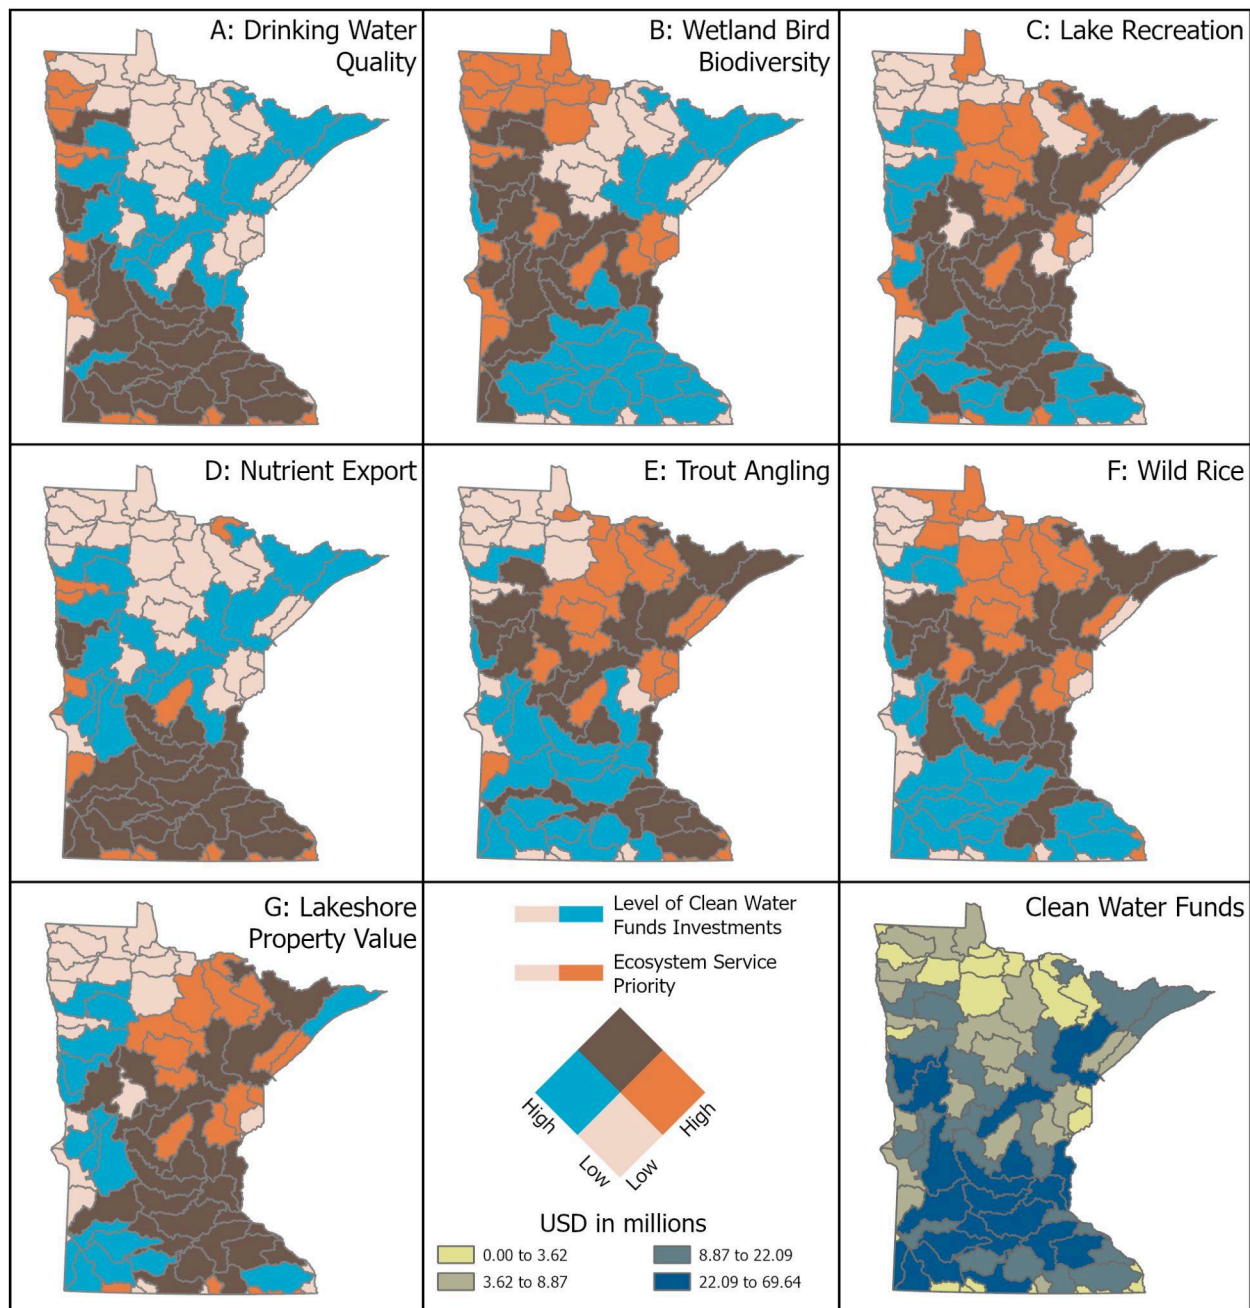 A: Drinking Water
Quality
B: Wetland Bird
Biodiversity
C: Lake Recreation
D: Nutrient Export
E: Trout Angling
F: Wild Rice
G: Lakeshore
Property Value
Level of Clean Water
Funds Investments
Ecosystem Service
Priority
High
Low
Low
High
USD in millions
0.00 to 3.62
3.62 to 8.87
8.87 to 22.09
22.09 to 69.64
Clean Water Funds